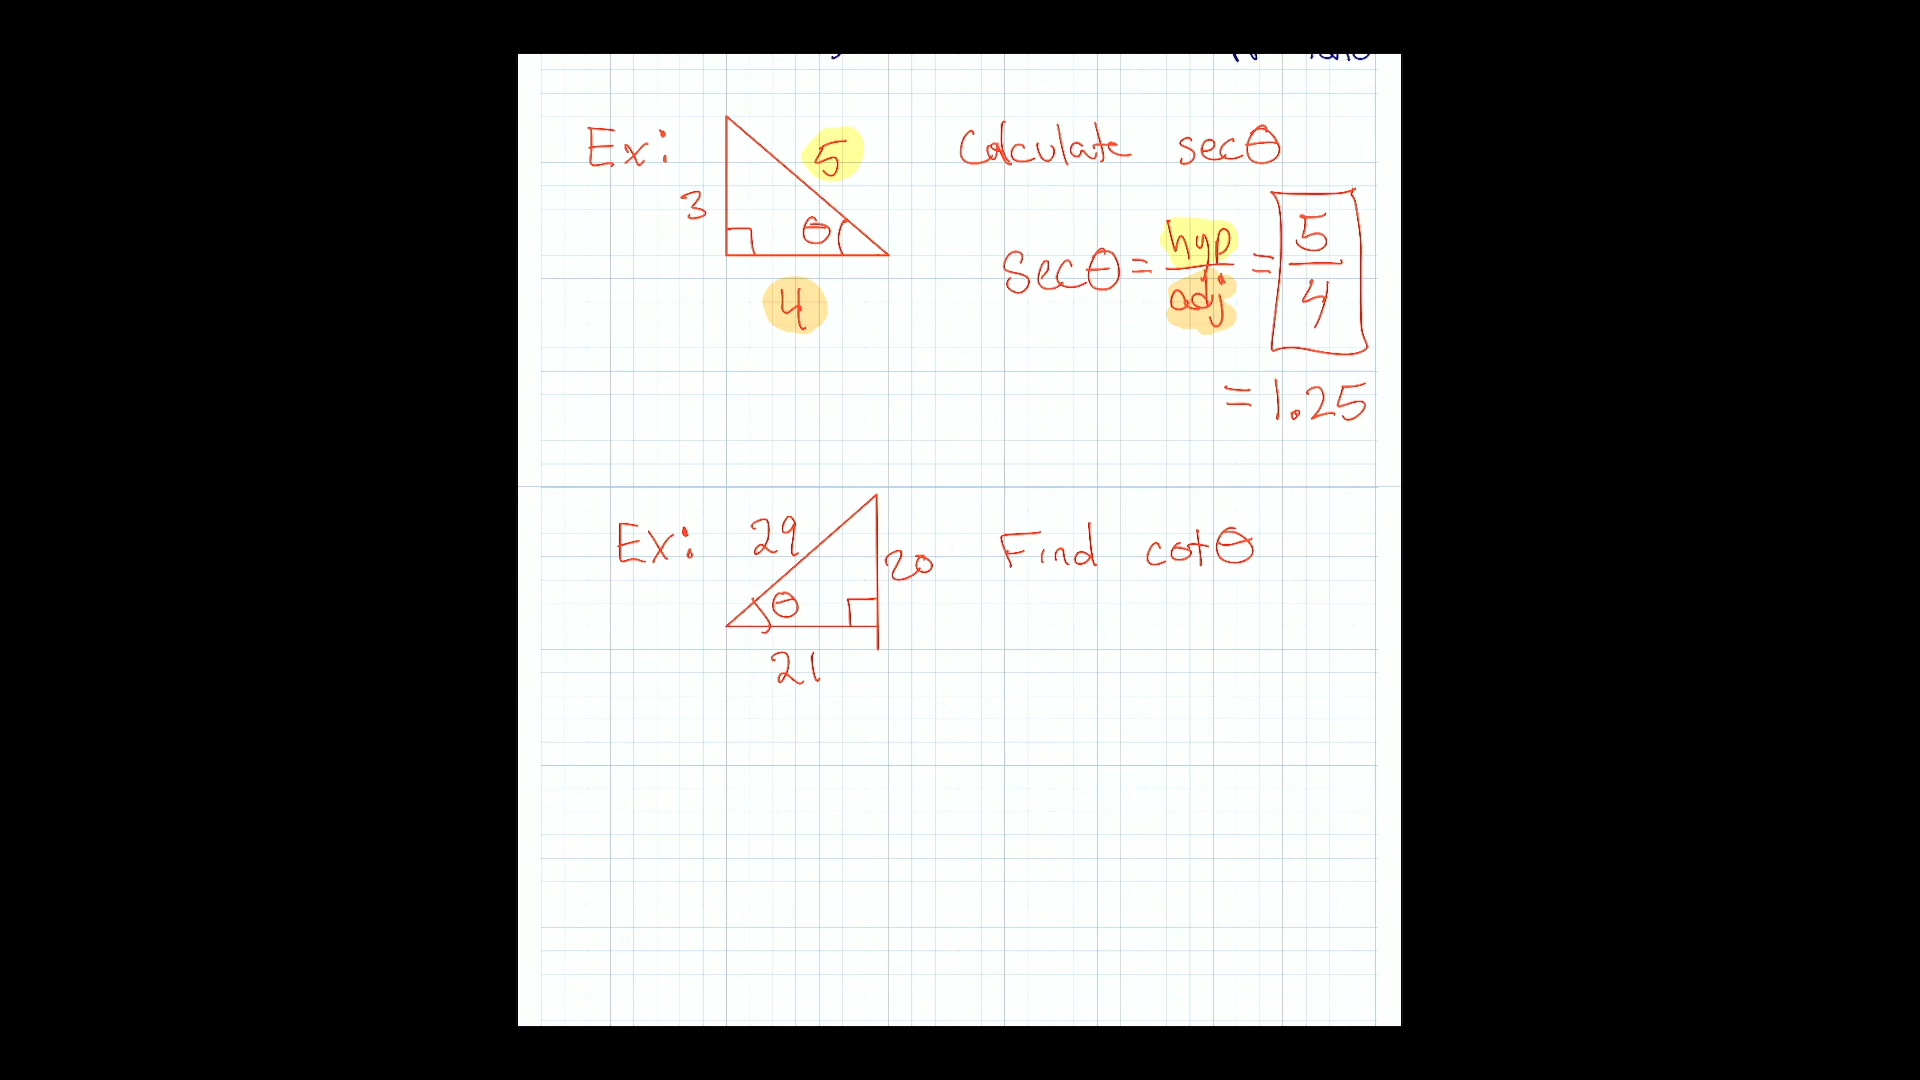 Ex: 3 5 θ 4 Calculate secθ
secθ = hyp/adj = 5/4
= 1.25
Ex: 29 20 θ 21 Find cotθ